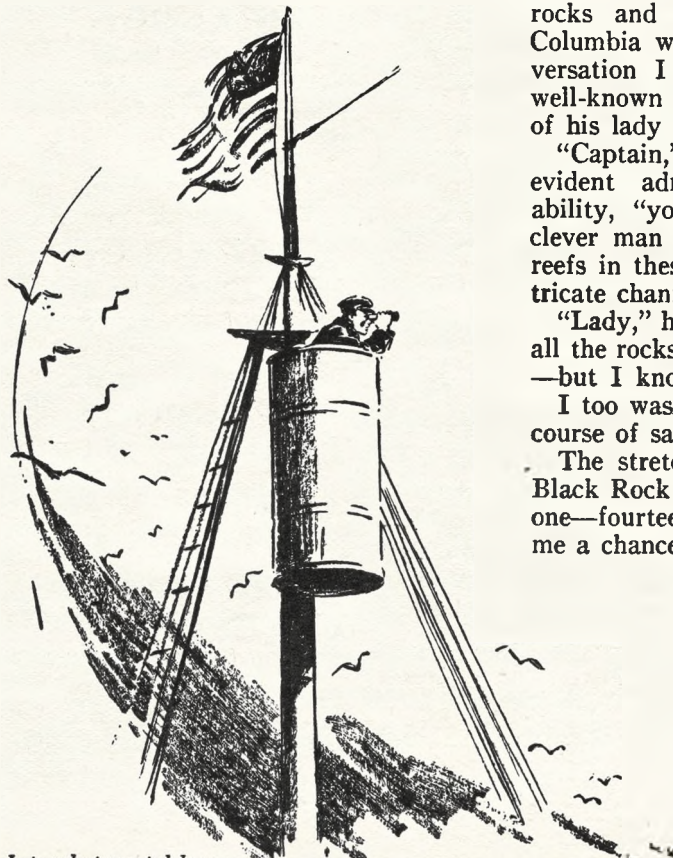 rocks and
Columbia w
versation I
well-known
of his lady
“Captain,”
evident adr
ability, “yo
clever man
reefs in thes
tricate chan
“Lady,” h
all the rocks
—but I kno
I too was
course of sa
The stretc
Black Rock
one—fourtee
me a chance